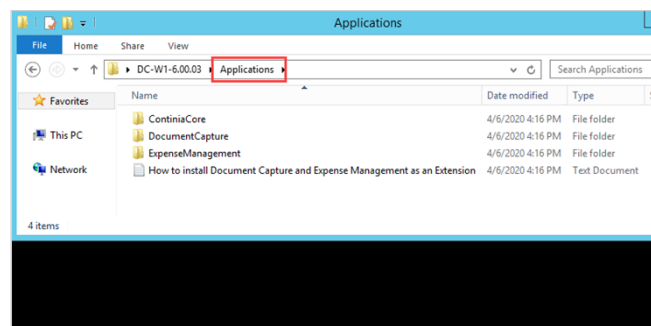 Applications
File Home Share View
DC-W1-6.00.03 Applications Search Applications
Favorites
This PC
Network
Name Date modified Type
ContiniaCore 4/6/2020 4:16 PM File folder
DocumentCapture 4/6/2020 4:16 PM File folder
ExpenseManagement 4/6/2020 4:16 PM File folder
How to install Document Capture and Expense Management as an Extension 4/6/2020 4:16 PM Text Document
4 items